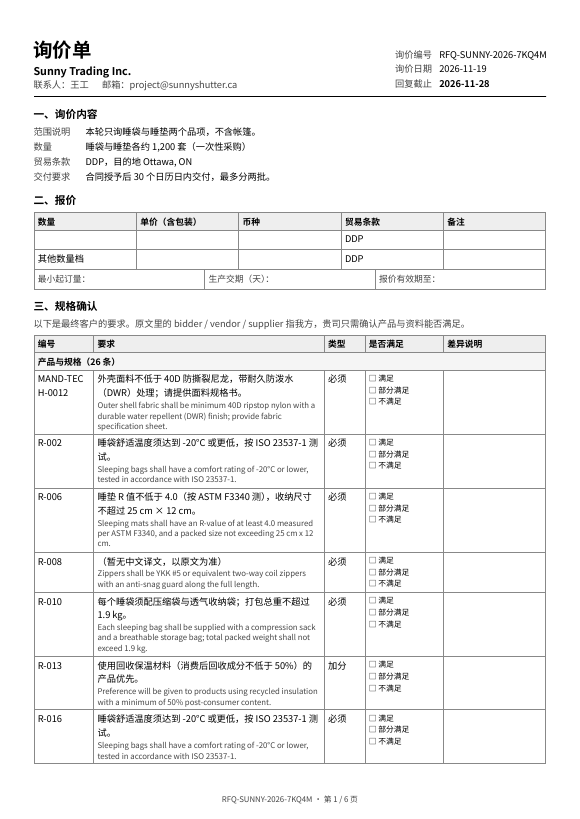 询价单
Sunny Trading Inc.
联系人: 王工 邮箱: project@sunnyshutter.ca
询价编号 RFQ-SUNNY-2026-7KQ4M
询价日期 2026-11-19
回复截止 2026-11-28
一、询价内容
范围说明 本轮只询睡袋与睡垫两个品项，不含帐篷。
数量 睡袋与睡垫各约 1,200 套（一次性采购）
贸易条款 DDP，目的地 Ottawa, ON
交付要求 合同授予后 30 个日历日内交付，最多分两批。
二、报价
数量 单价（含包装） 币种 贸易条款 备注
DDP
其他数量档 DDP
最小起订量: 生产交期（天）: 报价有效期至:
三、规格确认
以下是最终客户的要求。原文里的 bidder / vendor / supplier 指我方，贵司只需确认产品与资料能否满足。
编号 要求 类型 是否满足 差异说明
产品与规格（26 条）
MAND-TEC
H-0012
外壳面料不低于 40D 防撕裂尼龙，带耐久防泼水
（DWR）处理；请提供面料规格书。
Outer shell fabric shall be minimum 40D ripstop nylon with a
durable water repellent (DWR) finish; provide fabric
specification sheet.
必须
☐ 满足
☐ 部分满足
☐ 不满足
R-002
睡袋舒适温度须达到 -20°C 或更低，按 ISO 23537-1 测
试。
Sleeping bags shall have a comfort rating of -20°C or lower,
tested in accordance with ISO 23537-1.
必须
☐ 满足
☐ 部分满足
☐ 不满足
R-006
睡垫 R 值不低于 4.0（按 ASTM F3340 测），收纳尺寸
不超过 25 cm × 12 cm。
Sleeping mats shall have an R-value of at least 4.0 measured
per ASTM F3340, and a packed size not exceeding 25 cm x 12
cm.
必须
☐ 满足
☐ 部分满足
☐ 不满足
R-008
（暂无中文译文，以原文为准）
Zippers shall be YKK #5 or equivalent two-way coil zippers
with an anti-snag guard along the full length.
必须
☐ 满足
☐ 部分满足
☐ 不满足
R-010
每个睡袋须配压缩袋与透气收纳袋；打包总重不超过
1.9 kg。
Each sleeping bag shall be supplied with a compression sack
and a breathable storage bag; total packed weight shall not
exceed 1.9 kg.
必须
☐ 满足
☐ 部分满足
☐ 不满足
R-013
使用回收保温材料（消费后回收成分不低于 50%）的
产品优先。
Preference will be given to products using recycled insulation
with a minimum of 50% post-consumer content.
加分
☐ 满足
☐ 部分满足
☐ 不满足
R-016
睡袋舒适温度须达到 -20°C 或更低，按 ISO 23537-1 测
试。
Sleeping bags shall have a comfort rating of -20°C or lower,
tested in accordance with ISO 23537-1.
必须
☐ 满足
☐ 部分满足
☐ 不满足
RFQ-SUNNY-2026-7KQ4M · 第 1 / 6 页